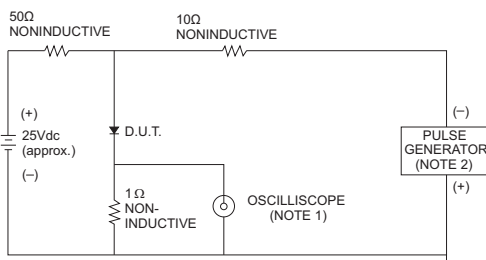 50Ω
NONINDUCTIVE
10Ω
NONINDUCTIVE
(+)
25Vdc
(approx.)
(–)
D.U.T.
1Ω
NON-
INDUCTIVE
OSCILLISCOPE
(NOTE 1)
(–)
PULSE
GENERATOR
(NOTE 2)
(+)